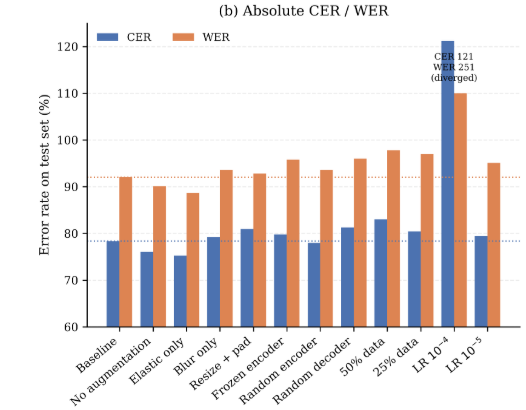 (b) Absolute CER / WER
CER
WER
CER 121
WER 251
(diverged)
Error rate on test set (%)
120
110
100
90
80
70
60
Baseline
No augmentation
Elastic only
Blur only
Resize + pad
Frozen encoder
Random encoder
Random decoder
50% data
25% data
LR 10⁻⁴
LR 10⁻⁵